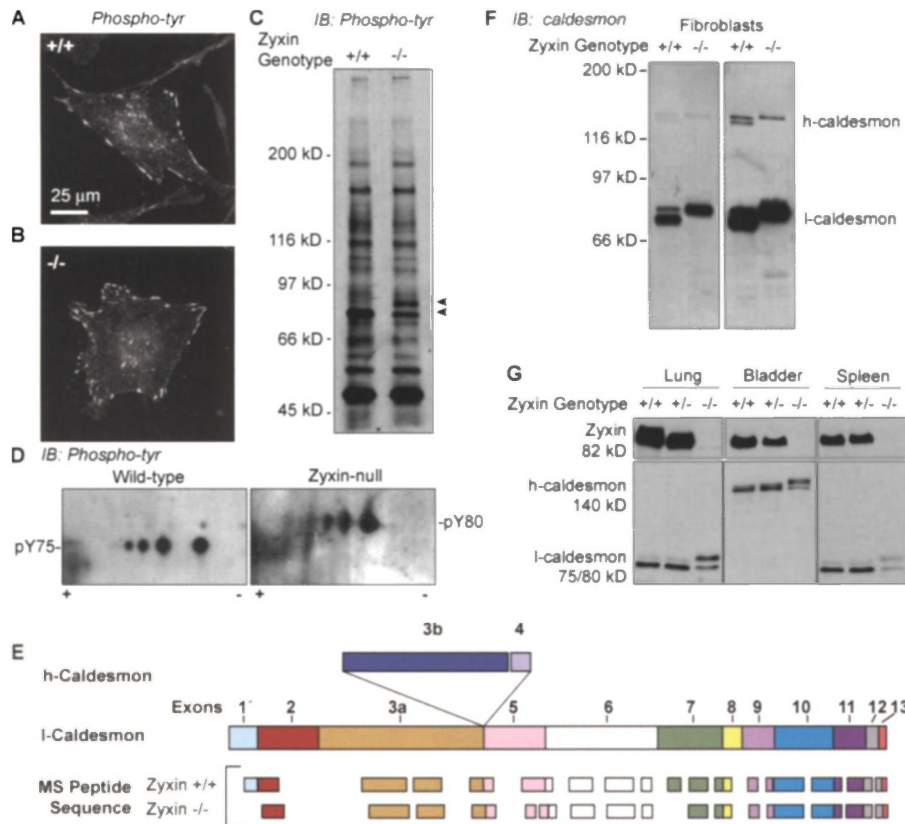 A
Phospho-tyr
+/+
25 μm
B
-/-
C
IB: Phospho-tyr
Zyxin Genotype
+/+ -/-
200 kD -
116 kD -
97 kD -
66 kD -
45 kD -
D
IB: Phospho-tyr
Wild-type
Zyxin-null
pY75-
-pY80
+ -
+ -
E
3b 4
h-Caldesmon
Exons 1´ 2 3a 5 6 7 8 9 10 11 12 13
l-Caldesmon
MS Peptide Sequence
Zyxin +/+
Zyxin -/-
F
IB: caldesmon
Fibroblasts
Zyxin Genotype +/+ -/- +/+ -/-
200 kD -
h-caldesmon
116 kD -
97 kD -
l-caldesmon
66 kD -
G
Lung Bladder Spleen
Zyxin Genotype +/+ +/- -/- +/+ +/- -/- +/+ +/- -/-
Zyxin
82 kD
h-caldesmon
140 kD
l-caldesmon
75/80 kD